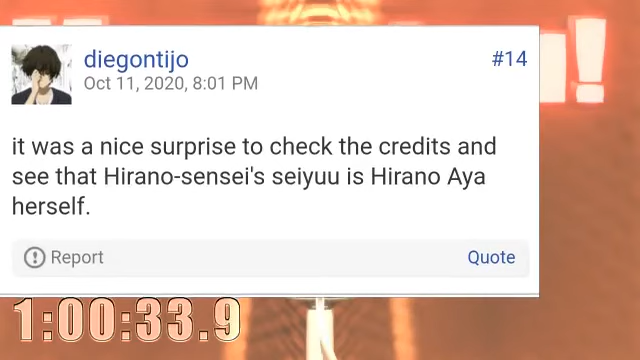 diegontijo
#14
Oct 11, 2020, 8:01 PM
it was a nice surprise to check the credits and
see that Hirano-sensei's seiyuu is Hirano Aya
herself.
Report
Quote
1:00:33.9